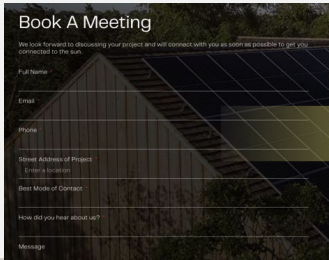 Book A Meeting
We look forward to discussing your project and will connect with you as soon as possible to get you
connected to the sun.
Full Name
Email
Phone
Street Address of Project
Enter a location
Best Mode of Contact
How did you hear about us?
Message